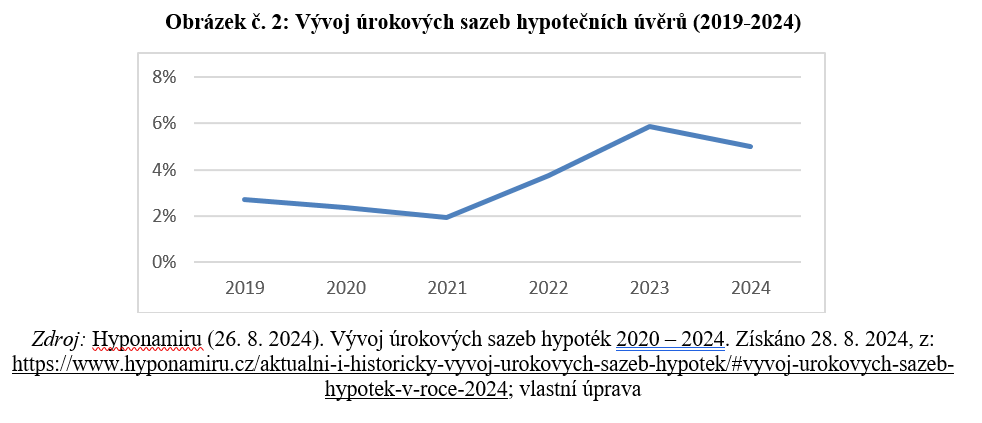 Obrázek č. 2: Vývoj úrokových sazeb hypotečních úvěrů (2019-2024)
8%
6%
4%
2%
0%
2019 2020 2021 2022 2023 2024
Zdroj: Hyponamiru (26. 8. 2024). Vývoj úrokových sazeb hypoték 2020 – 2024. Získáno 28. 8. 2024, z:
https://www.hyponamiru.cz/aktualni-i-historicky-vyvoj-urokovych-sazeb-hypotek/#vyvoj-urokovych-sazeb-
hypotek-v-roce-2024; vlastní úprava